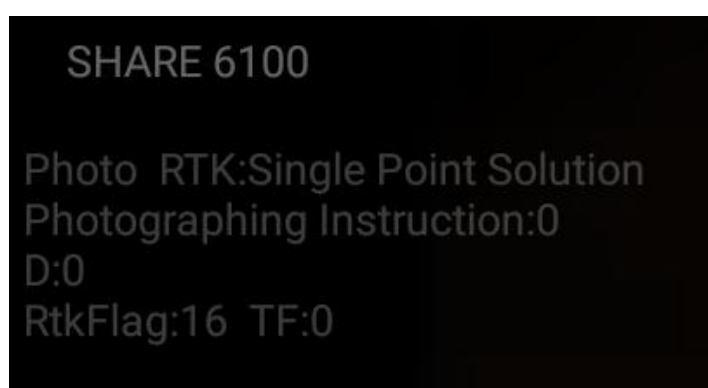 SHARE 6100
Photo  RTK:Single Point Solution
Photographing Instruction:0
D:0
RtkFlag:16  TF:0